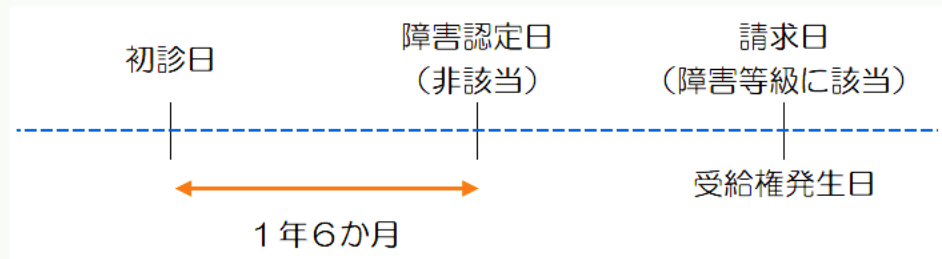 初診日
障害認定日
（非該当）
請求日
（障害等級に該当）
受給権発生日
１年６か月